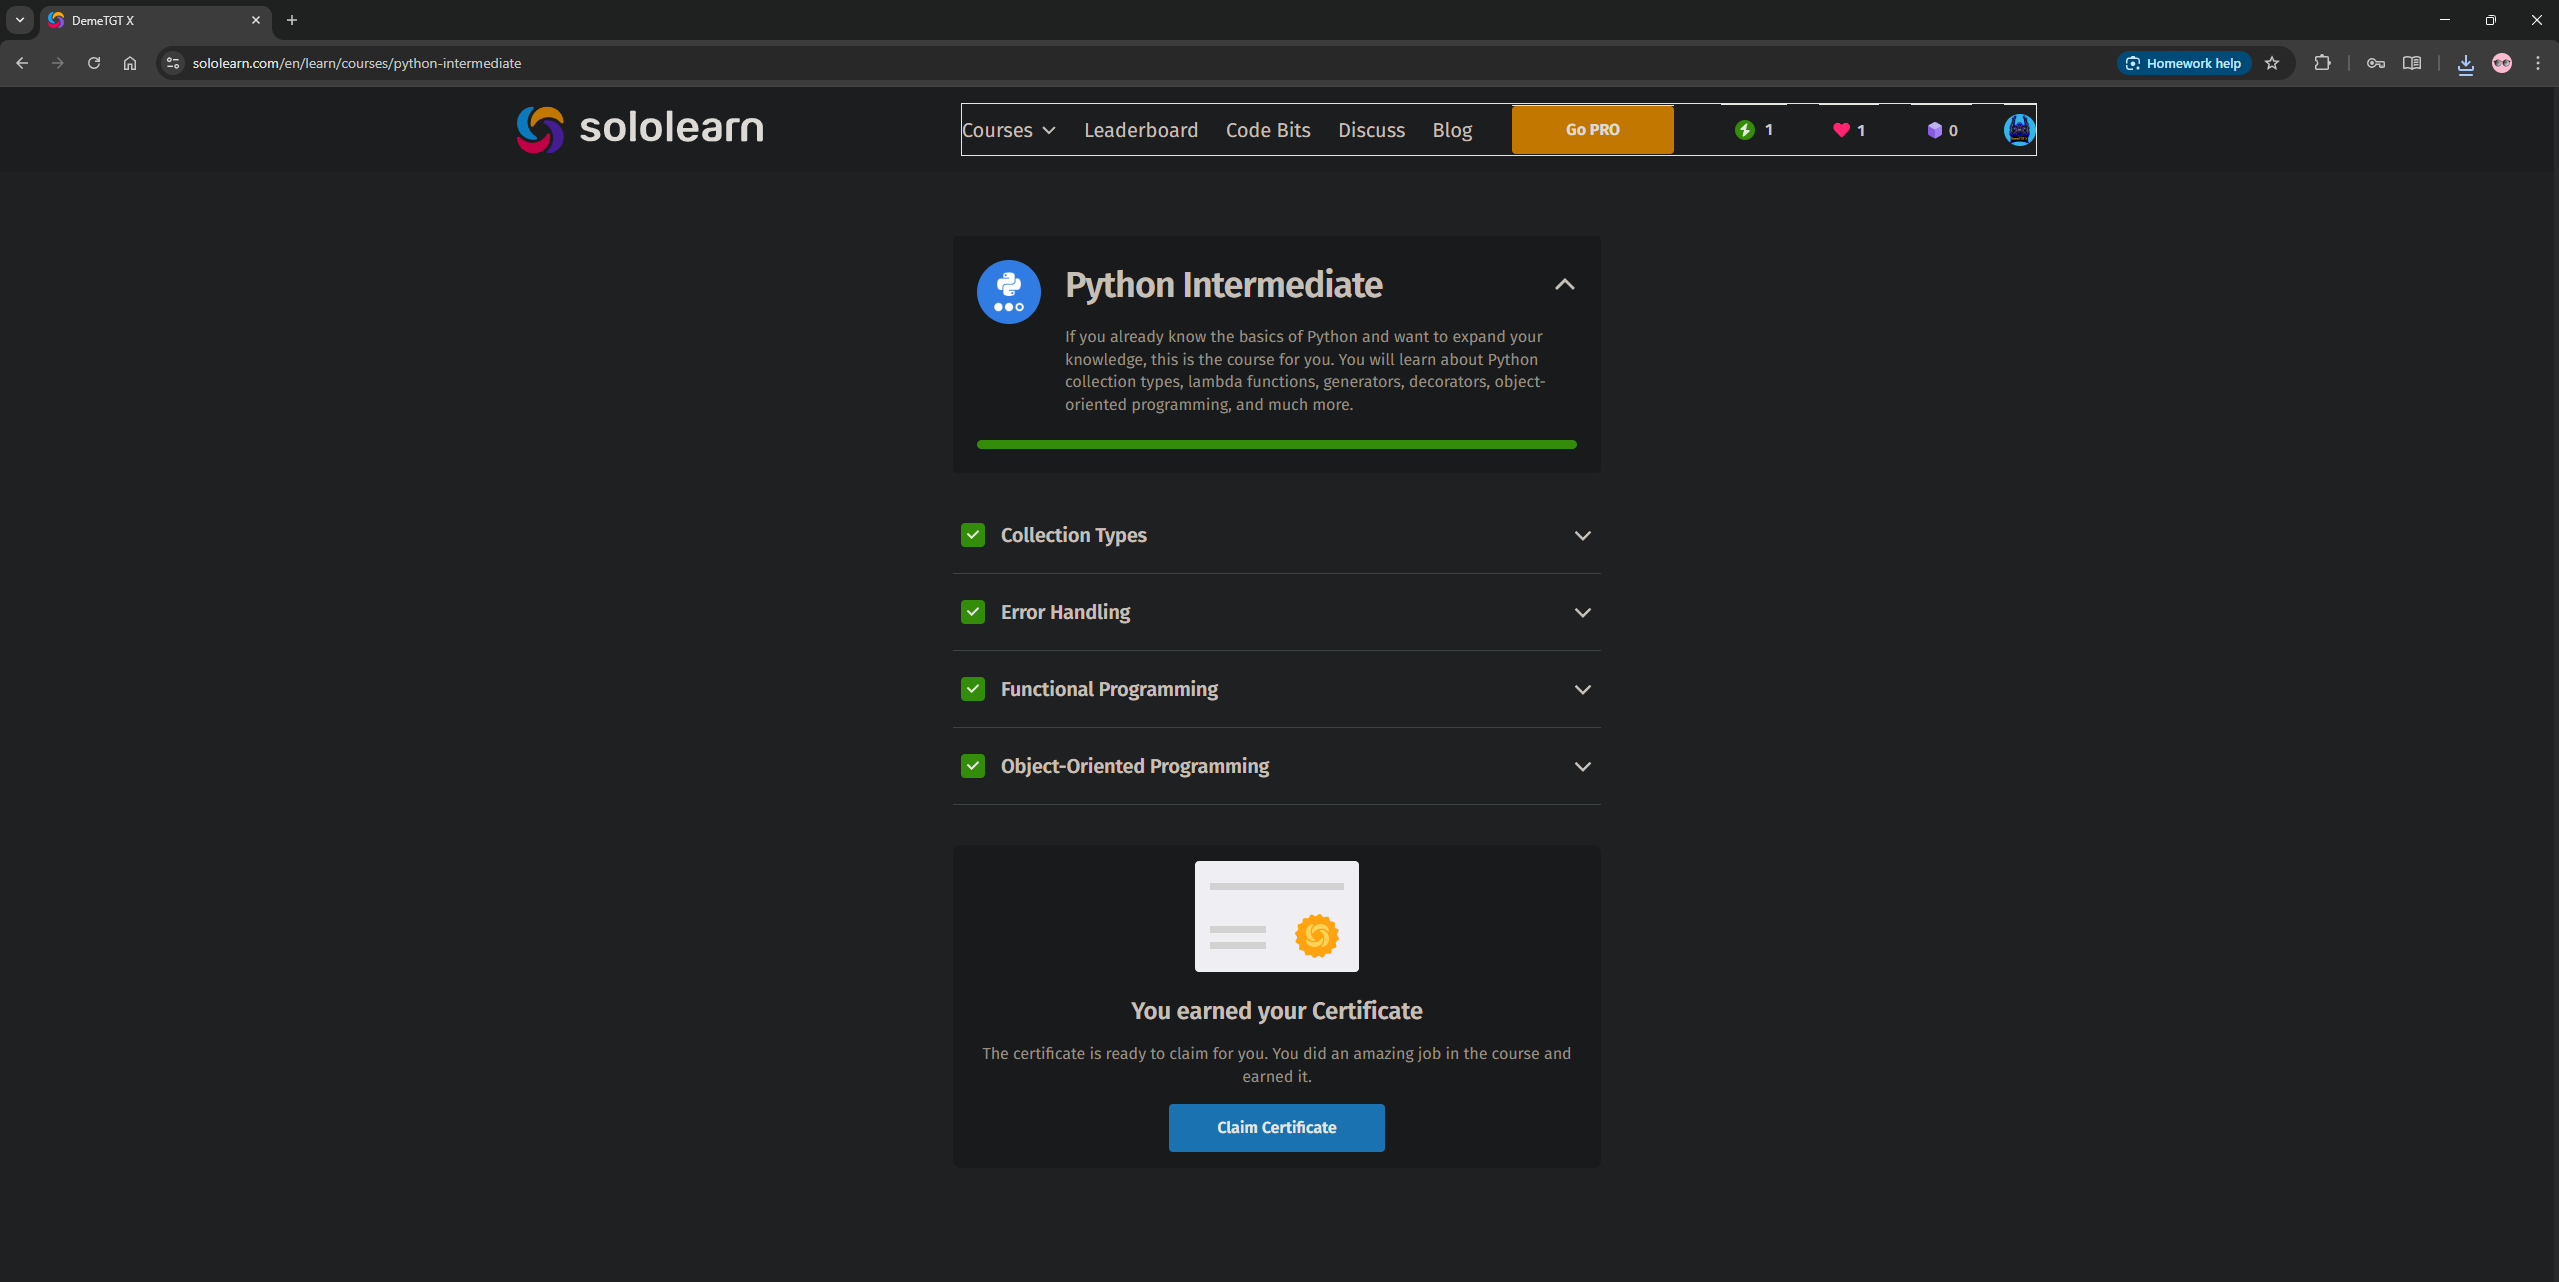 DemeTGT X
sololearn.com/en/learn/courses/python-intermediate
Homework help
sololearn
Courses Leaderboard Code Bits Discuss Blog Go PRO 1 1 0
Python Intermediate
If you already know the basics of Python and want to expand your
knowledge, this is the course for you. You will learn about Python
collection types, lambda functions, generators, decorators, object-
oriented programming, and much more.
Collection Types
Error Handling
Functional Programming
Object-Oriented Programming
You earned your Certificate
The certificate is ready to claim for you. You did an amazing job in the course and
earned it.
Claim Certificate